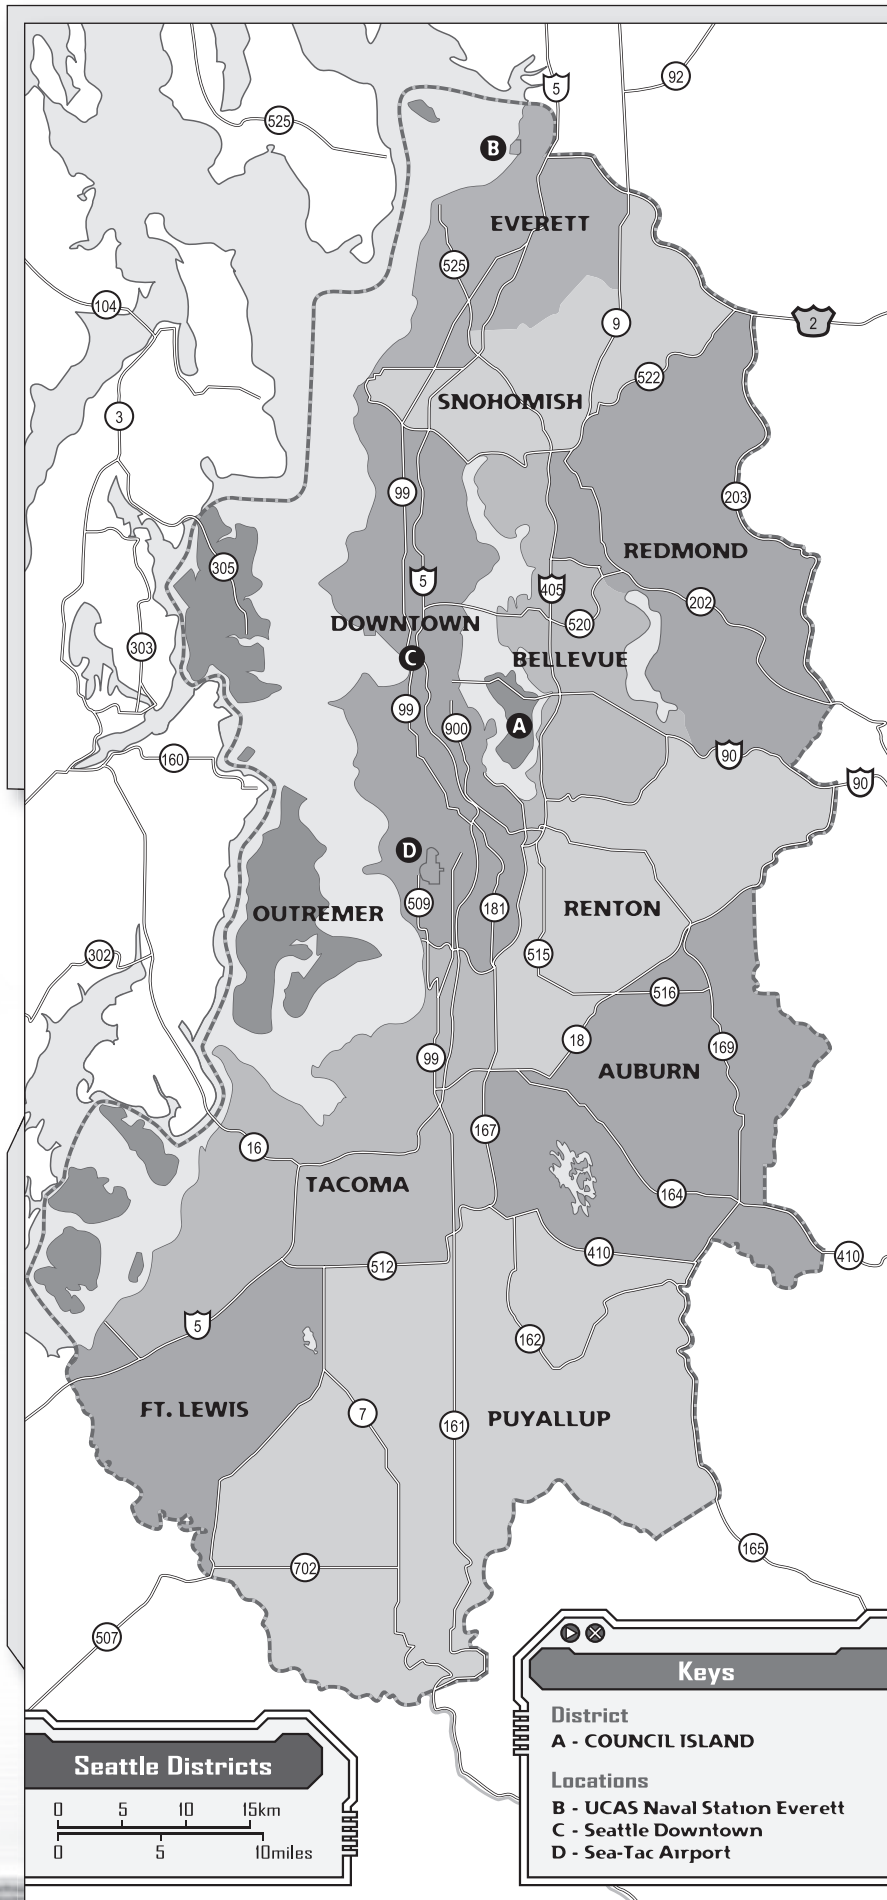 5
92
525
B
EVERETT
525
104
9
2
522
3
SNOHOMISH
99
203
REDMOND
305
5
405
202
520
DOWNTOWN
303
BELLEVUE
C
99
900
A
160
90
90
D
509
181
OUTREMER
RENTON
302
515
516
18
169
99
AUBURN
167
16
TACOMA
164
410
410
512
5
162
FT. LEWIS
7
161
PUYALLUP
165
702
507
Keys
District
A - COUNCIL ISLAND
Locations
B - UCAS Naval Station Everett
C - Seattle Downtown
D - Sea-Tac Airport
Seattle Districts
0 5 10 15km
0 5 10miles